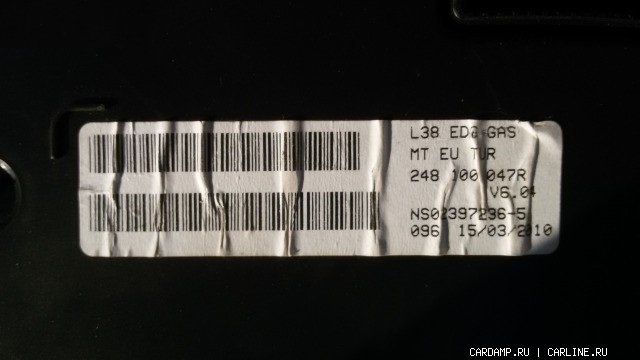 L38 ED2 GAS
MT EU TUR
248 100 047R
V6.04
NS02397296-5
096 15/03/2010
CARDAMP.RU | CARLINE.RU